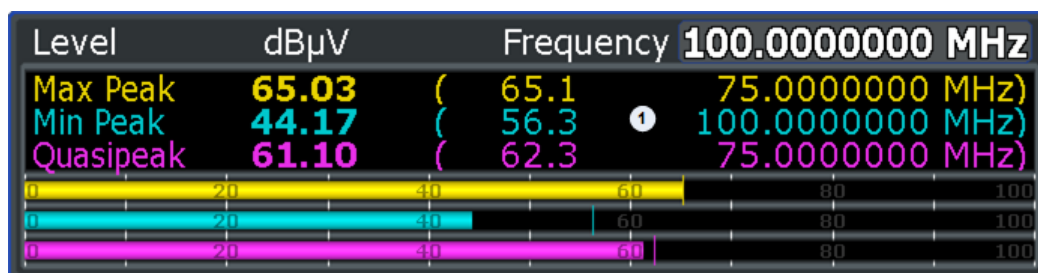 Level dBµV Frequency 100.0000000 MHz
Max Peak 65.03 ( 65.1 75.0000000 MHz)
Min Peak 44.17 ( 56.3 1 100.0000000 MHz)
Quasipeak 61.10 ( 62.3 75.0000000 MHz)
0 20 40 60 80 100
0 20 40 60 80 100
0 20 40 60 80 100